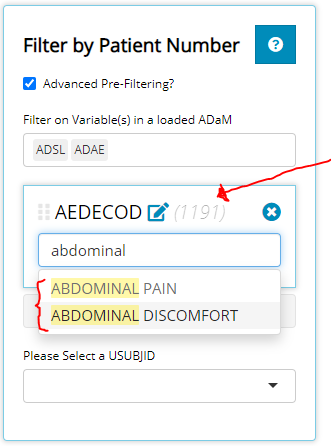 Filter by Patient Number
?
Advanced Pre-Filtering?
Filter on Variable(s) in a loaded ADaM
ADSL ADAE
AEDECOD (1191)
abdominal
ABDOMINAL PAIN
ABDOMINAL DISCOMFORT
Please Select a USUBJID